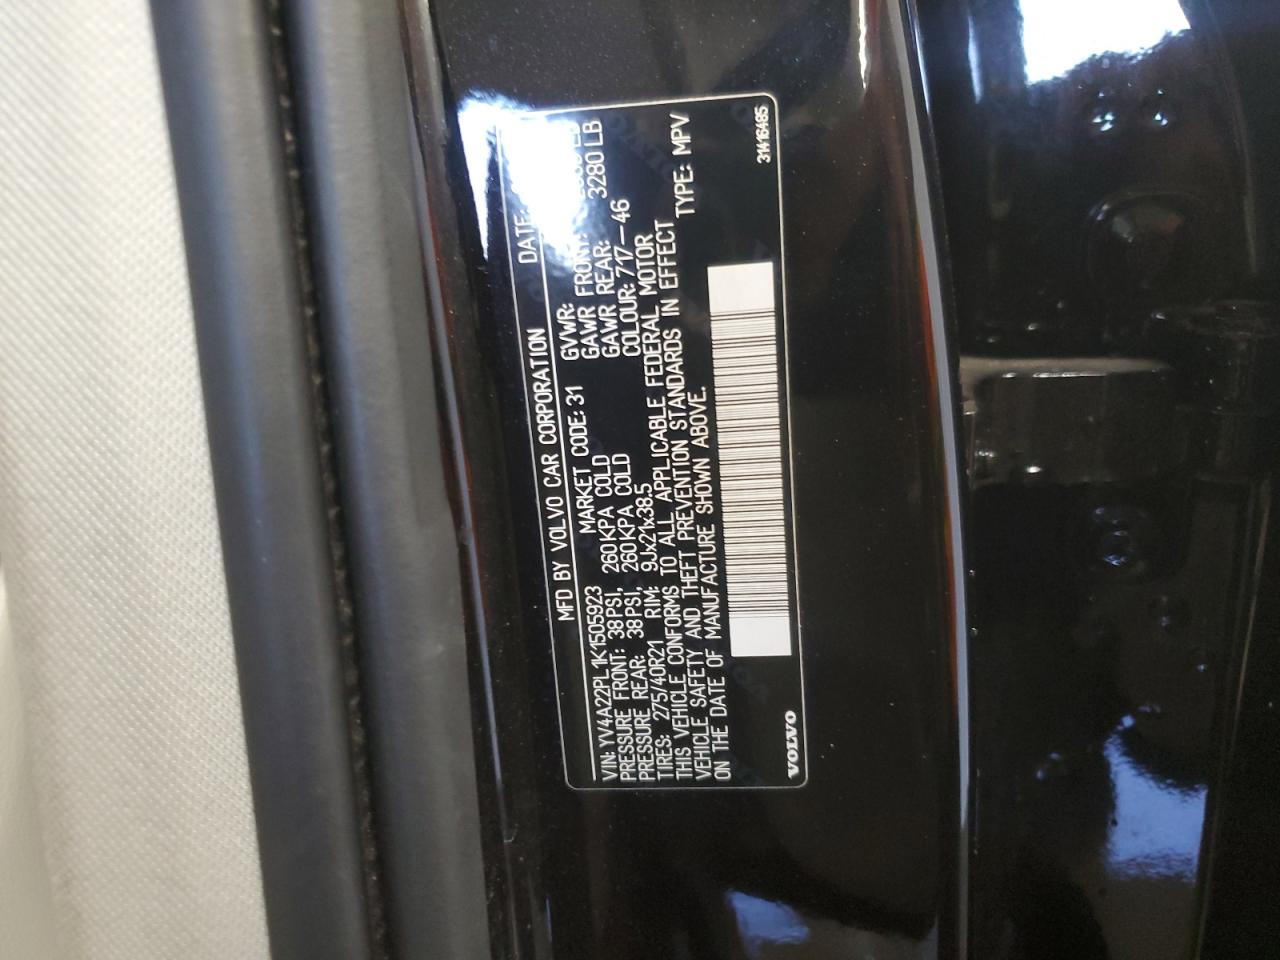 MFD BY VOLVO CAR CORPORATION DATE:
VIN: YV4A22PL1K1505923 MARKET CODE: 31 GVWR:
PRESSURE FRONT: 38PSI, 260KPA COLD GAWR FRONT:
PRESSURE REAR: 38PSI, 260KPA COLD GAWR REAR: 3280 LB
TIRES: 275/40R21 RIM: 9Jx21x38.5 COLOUR: 717-46
THIS VEHICLE CONFORMS TO ALL APPLICABLE FEDERAL MOTOR
VEHICLE SAFETY AND THEFT PREVENTION STANDARDS IN EFFECT
ON THE DATE OF MANUFACTURE SHOWN ABOVE. TYPE: MPV
VOLVO 31416485